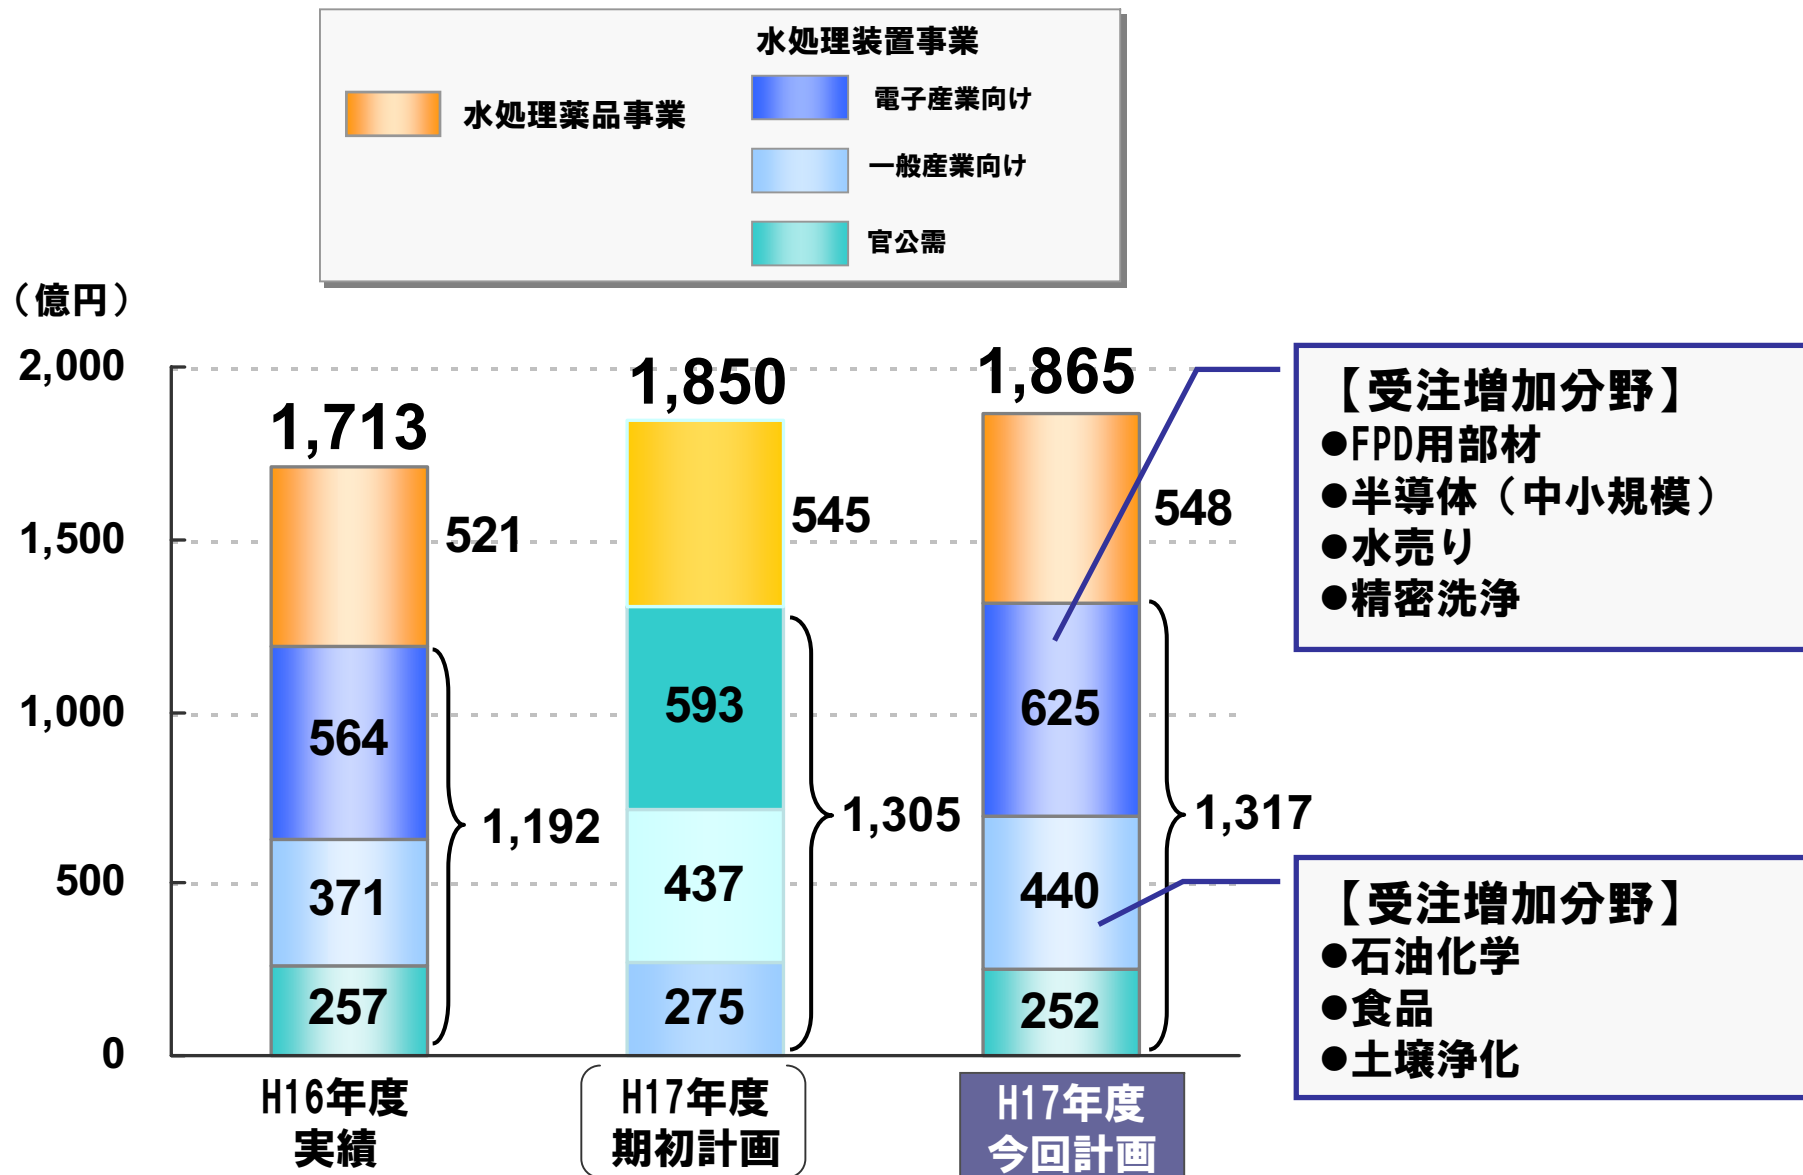 水処理装置事業
水処理薬品事業
電子産業向け
一般産業向け
官公需
（億円）
2,000
1,500
1,000
500
0
1,713
521
564
371
257
1,192
1,850
545
593
437
275
1,305
1,865
548
625
440
252
1,317
【受注増加分野】
●FPD用部材
●半導体（中小規模）
●水売り
●精密洗浄
【受注増加分野】
●石油化学
●食品
●土壌浄化
H16年度
実績
H17年度
期初計画
H17年度
今回計画